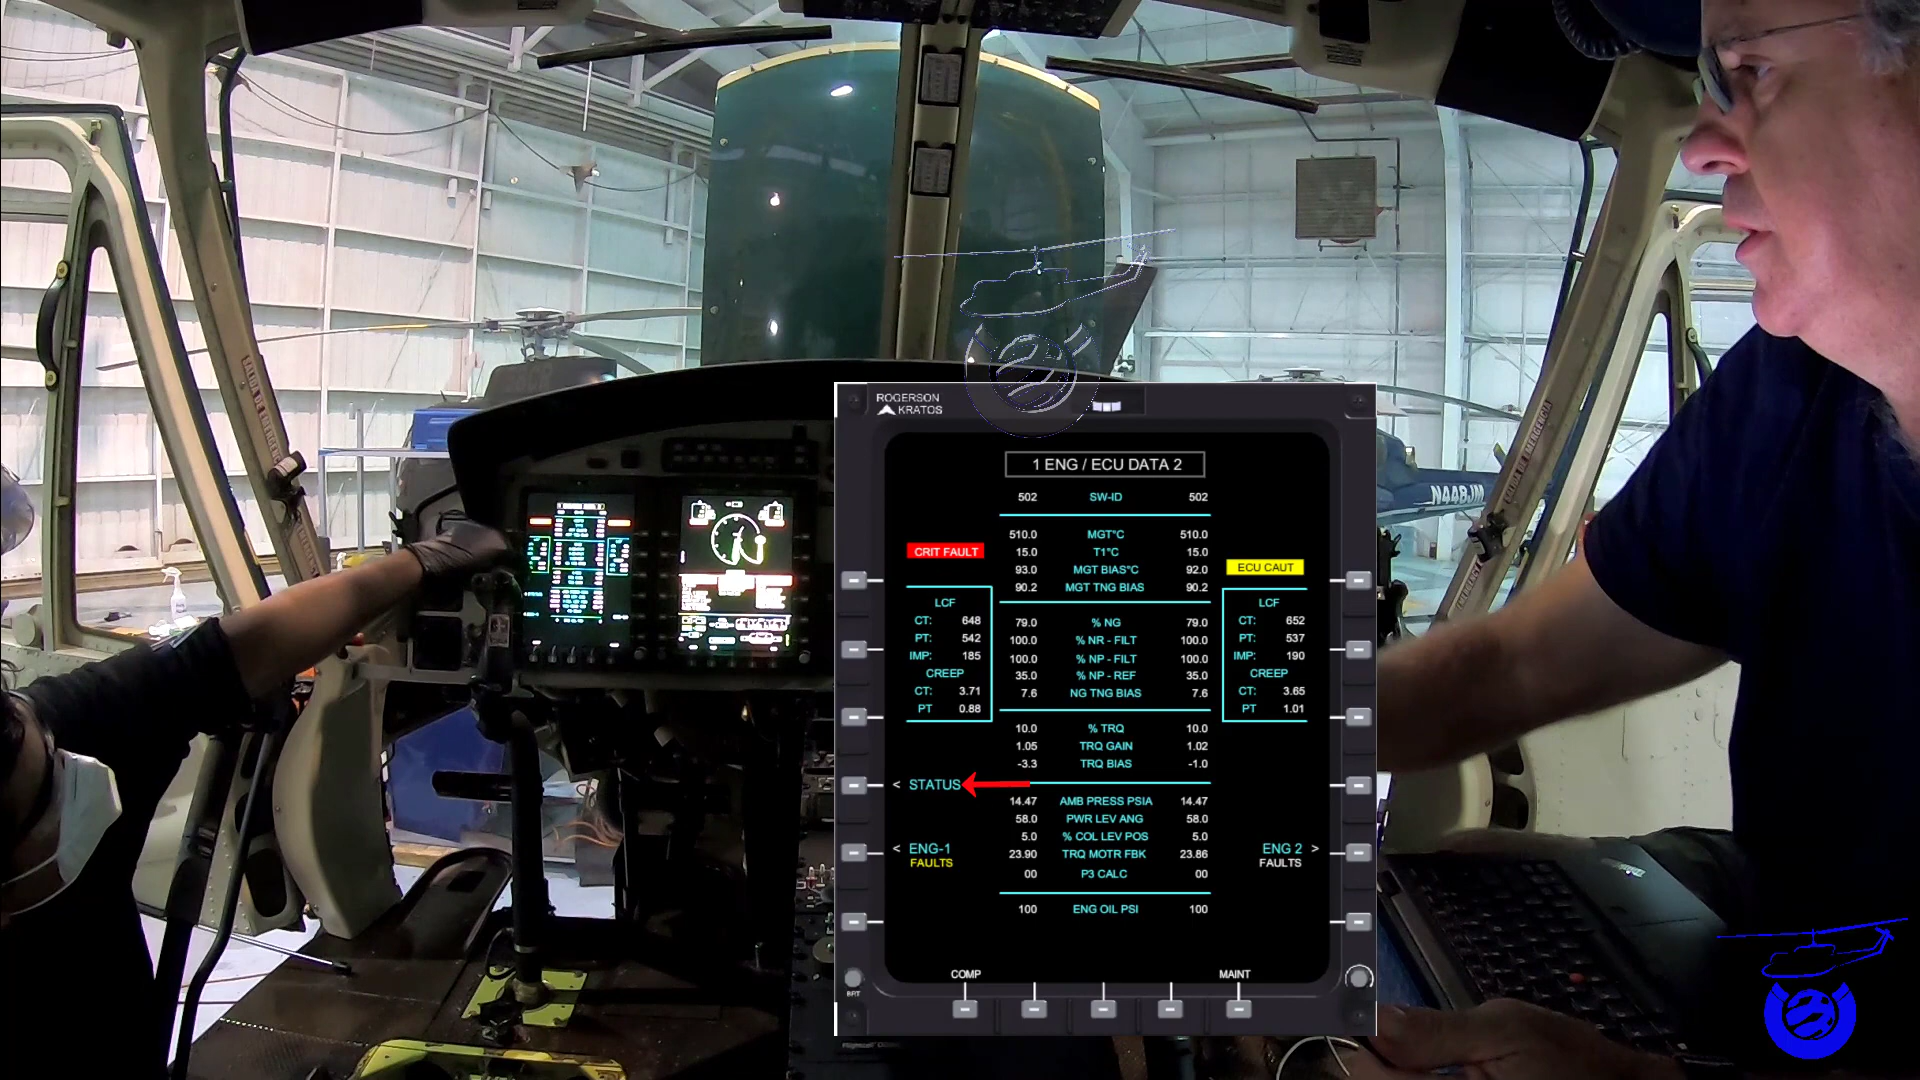 SALIDA DE EMERGENCIA
SALIDA DE EMERGENCIA
EMERGENCY
N448JM
ROGERSON
KRATOS
1 ENG / ECU DATA 2
502 SW-ID 502
510.0 MGT°C 510.0
CRIT FAULT
15.0 T1°C 15.0
ECU CAUT
93.0 MGT BIAS°C 92.0
90.2 MGT TNG BIAS 90.2
LCF
LCF
CT: 648
79.0 % NG 79.0
CT: 652
PT: 542
100.0 % NR - FILT 100.0
PT: 537
IMP: 185
100.0 % NP - FILT 100.0
IMP: 190
CREEP
35.0 % NP - REF 35.0
CREEP
CT: 3.71
7.6 NG TNG BIAS 7.6
CT: 3.65
PT 0.88
PT 1.01
10.0 % TRQ 10.0
1.05 TRQ GAIN 1.02
-3.3 TRQ BIAS -1.0
< STATUS
14.47 AMB PRESS PSIA 14.47
58.0 PWR LEV ANG 58.0
5.0 % COL LEV POS 5.0
< ENG-1
FAULTS
23.90 TRQ MOTR FBK 23.86
ENG 2 >
FAULTS
00 P3 CALC 00
100 ENG OIL PSI 100
COMP
MAINT
BRT